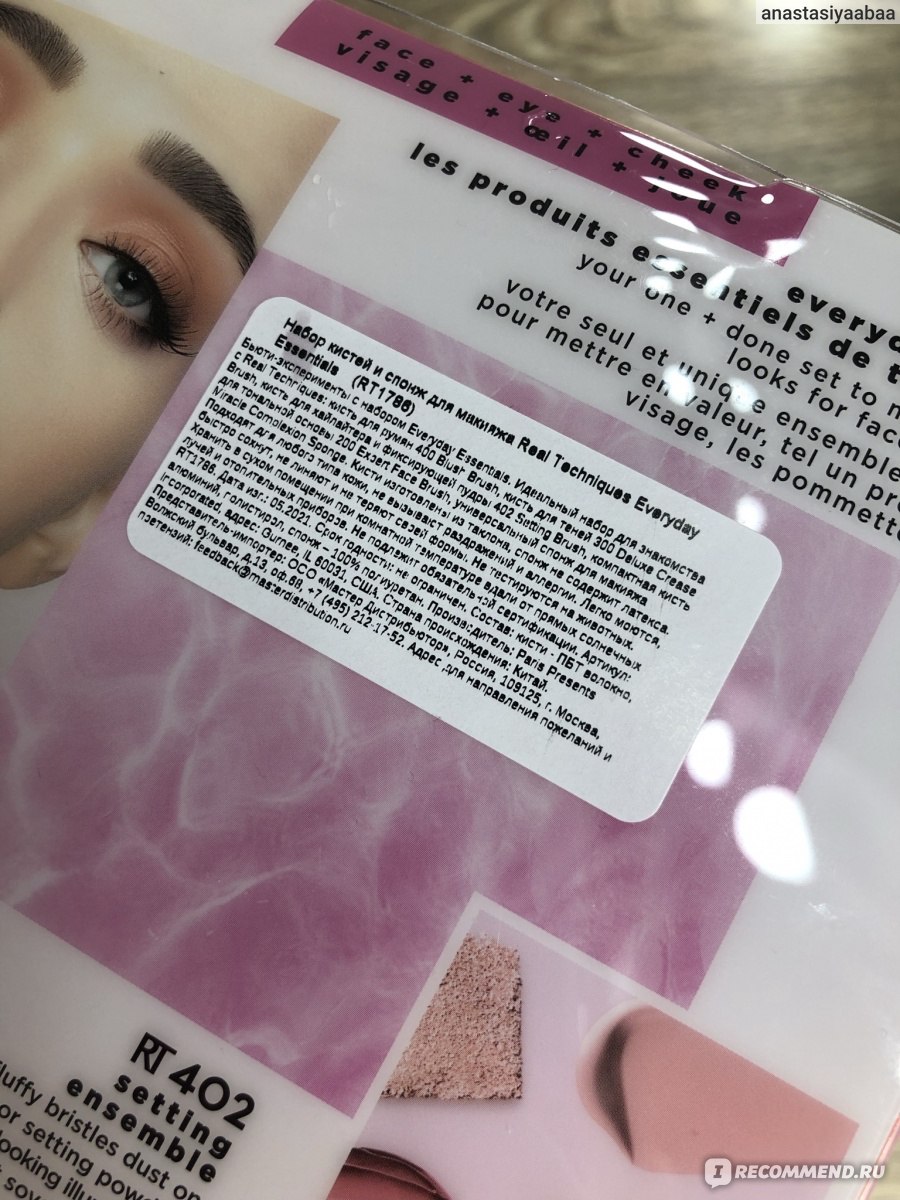 anastasiyaabaa
face + eye + cheek
visage + œil + joue
everyd
les produits essentiels de t
your one + done set to m
looks for face
votre seul et unique ensemble
pour mettre en valeur, tel un pr
visage, les pommette
Набор кистей и спонж для макияжа Real Techniques Everyday
Essentials (RT1786)
Бьюти-эксперименты с набором Everyday Essentials. Идеальный набор для знакомства
с Real Techniques: кисть для румян 400 Blush Brush, кисть для теней 300 Deluxe Crease
Brush, кисть для хайлайтера и фиксирующей пудры 402 Setting Brush, компактная кисть
для тональной основы 200 Expert Face Brush, универсальный спонж для макияжа
Miracle Complexion Sponge. Кисти изготовлены из таклона, спонж не содержит латекса.
Подходят для любого типа кожи, не вызывают раздражений и аллергии. Легко моются,
быстро сохнут, не линяют и не теряют своей формы. Не тестируются на животных.
Хранить в сухом помещении при комнатной температуре вдали от прямых солнечных
лучей и отопительных приборов. Не подлежит обязательной сертификации. Артикул:
RT1786. Дата изг.: 05.2021. Срок годности: не ограничен. Состав: кисти - ПБТ волокно,
алюминий, полистирол, спонж – 100% полиуретан. Производитель: Paris Presents
Incorporated, адрес: Gurnee, IL 60031, США. Страна происхождения: Китай.
Представитель-импортер: ООО «Мастер Дистрибьютор», Россия, 109125, г. Москва,
Волжский бульвар, д.13, оф.68, +7 (495) 212-17-52. Адрес для направления пожеланий и
претензий: feedback@masterdistribution.ru
RT 402
setting
ensemble
fluffy bristles dust on
or setting powd
looking illu
I RECOMMEND.RU